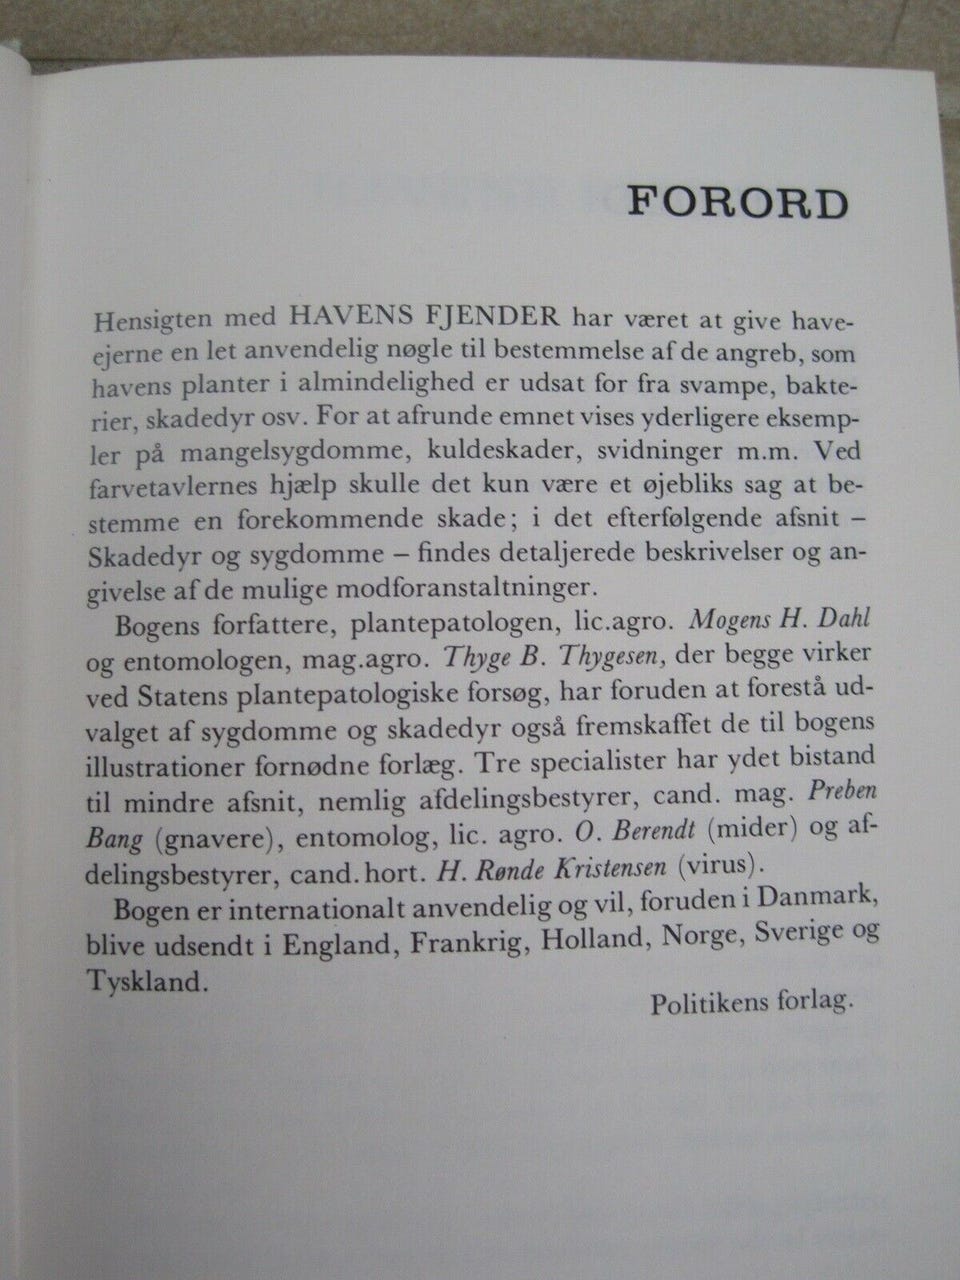 FORORD
Hensigten med HAVENS FJENDER har været at give have-
ejerne en let anvendelig nøgle til bestemmelse af de angreb, som
havens planter i almindelighed er udsat for fra svampe, bakte-
rier, skadedyr osv. For at afrunde emnet vises yderligere eksemp-
ler på mangelsygdomme, kuldeskader, svidninger m.m. Ved
farvetavlernes hjælp skulle det kun være et øjebliks sag at be-
stemme en forekommende skade; i det efterfølgende afsnit –
Skadedyr og sygdomme – findes detaljerede beskrivelser og an-
givelse af de mulige modforanstaltninger.
Bogens forfattere, plantepatologen, lic.agro. Mogens H. Dahl
og entomologen, mag.agro. Thyge B. Thygesen, der begge virker
ved Statens plantepatologiske forsøg, har foruden at forestå ud-
valget af sygdomme og skadedyr også fremskaffet de til bogens
illustrationer fornødne forlæg. Tre specialister har ydet bistand
til mindre afsnit, nemlig afdelingsbestyrer, cand. mag. Preben
Bang (gnavere), entomolog, lic. agro. O. Berendt (mider) og af-
delingsbestyrer, cand.hort. H. Rønde Kristensen (virus).
Bogen er internationalt anvendelig og vil, foruden i Danmark,
blive udsendt i England, Frankrig, Holland, Norge, Sverige og
Tyskland.
Politikens forlag.